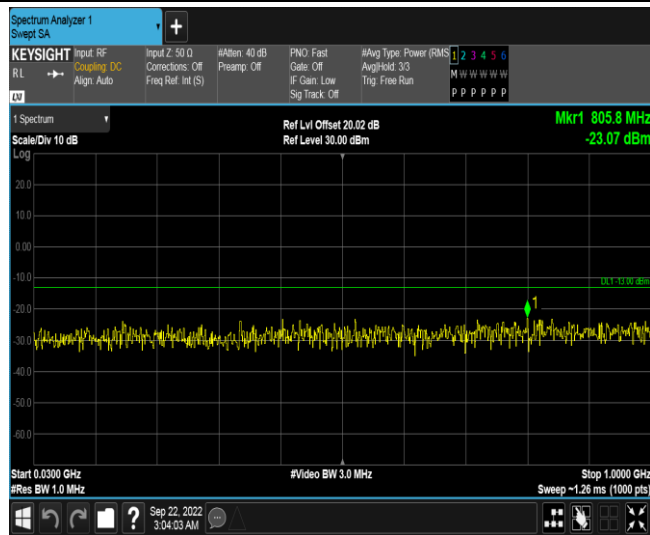 Spectrum Analyzer 1
Swept SA
+
KEYSIGHT
RL
Input: RF
Coupling: DC
Align: Auto
Input Z: 50 Ω
Corrections: Off
Freq Ref: Int (S)
#Atten: 40 dB
Preamp: Off
PNO: Fast
Gate: Off
IF Gain: Low
Sig Track: Off
#Avg Type: Power (RMS
Avg|Hold: 3/3
Trig: Free Run
1 2 3 4 5 6
M W W W W W
P P P P P P
1 Spectrum
Scale/Div 10 dB
Ref Lvl Offset 20.02 dB
Ref Level 30.00 dBm
Mkr1 805.8 MHz
-23.07 dBm
Log
20.0
10.0
0.00
-10.0
DL1 -13.00 dBm
-20.0
1
-30.0
-40.0
-50.0
-60.0
Start 0.0300 GHz
#Video BW 3.0 MHz
Stop 1.0000 GHz
#Res BW 1.0 MHz
Sweep ~1.26 ms (1000 pts)
?
Sep 22, 2022
3:04:03 AM